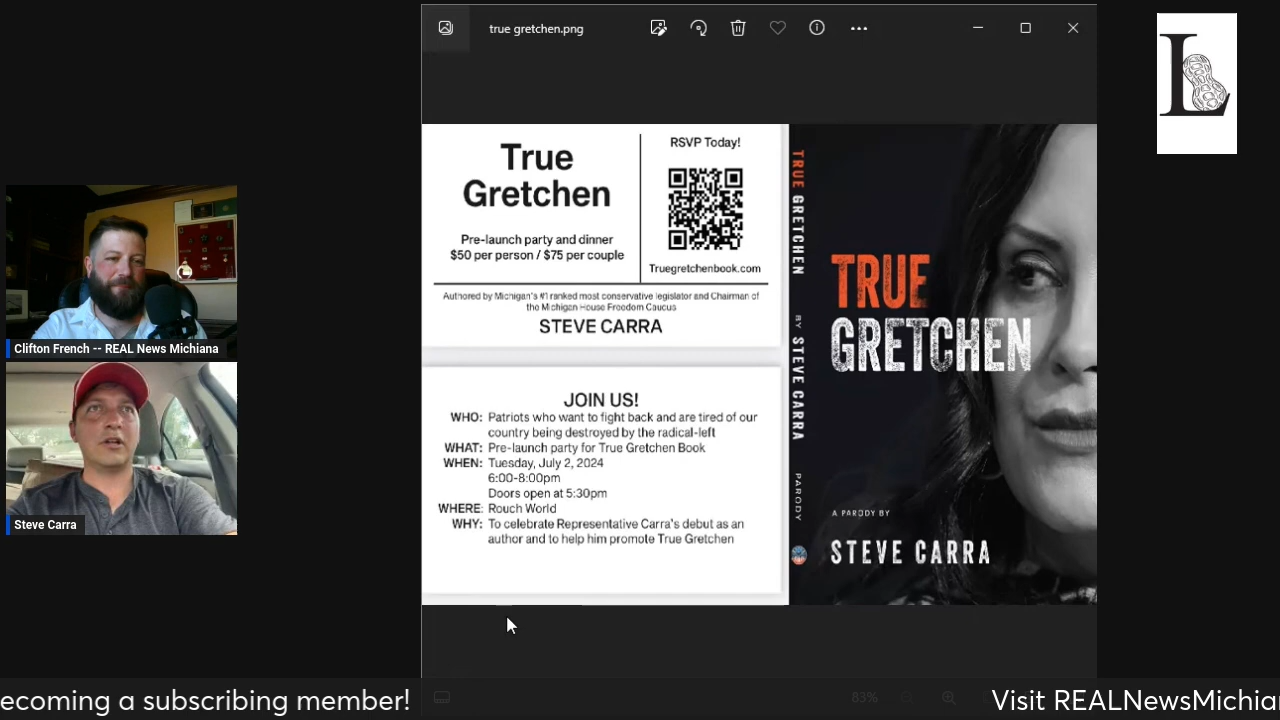 true gretchen.png
True
Gretchen
Pre-launch party and dinner
$50 per person / $75 per couple
RSVP Today!
Truegretchenbook.com
Authored by Michigan's #1 ranked most conservative legislator and Chairman of
the Michigan House Freedom Caucus
STEVE CARRA
JOIN US!
WHO: Patriots who want to fight back and are tired of our
country being destroyed by the radical-left
WHAT: Pre-launch party for True Gretchen Book
WHEN: Tuesday, July 2, 2024
6:00-8:00pm
Doors open at 5:30pm
WHERE: Rouch World
WHY: To celebrate Representative Carra's debut as an
author and to help him promote True Gretchen
TRUE GRETCHEN BY STEVE CARRA PARODY
TRUE
GRETCHEN
A PARODY BY
STEVE CARRA
L
Clifton French -- REAL News Michiana
Steve Carra
83%
ecoming a subscribing member!
Visit REALNewsMichia